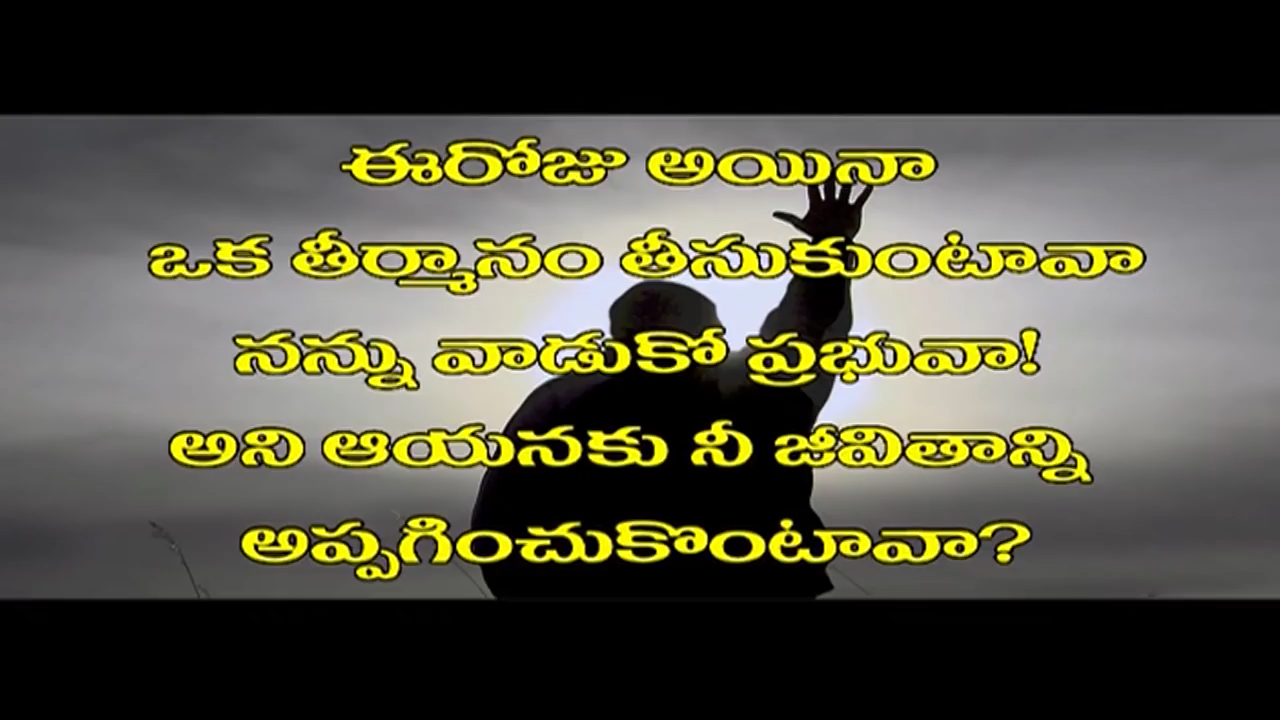 ఈరోజు అయినా
ఒక తీర్మానం తీసుకుంటావా
నన్ను వాడుకో ప్రభువా!
అని ఆయనకు నీ జీవితాన్ని
అప్పగించుకొంటావా?